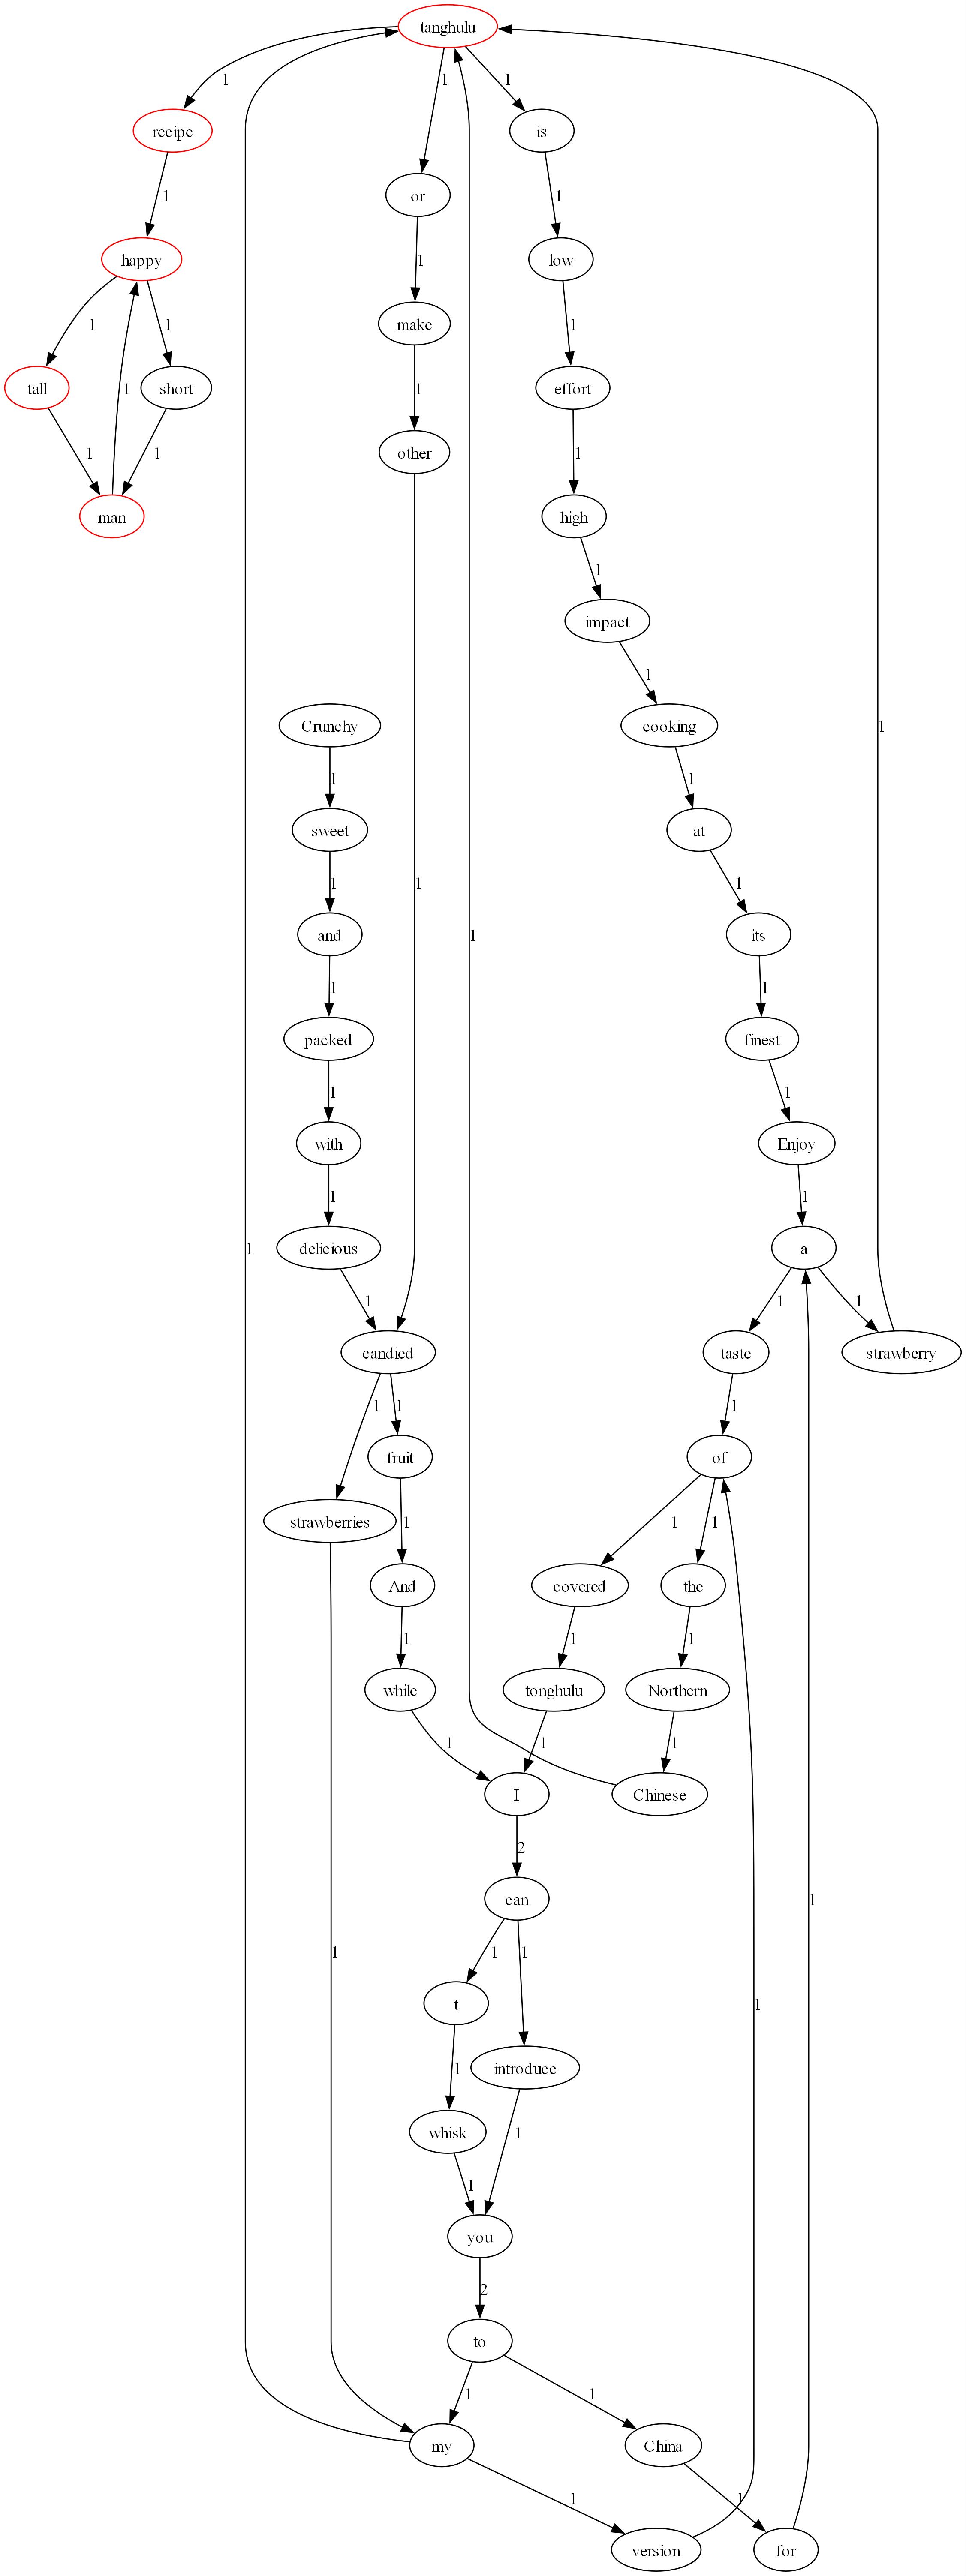 tanghulu
1
1
1
recipe
is
or
1
1
1
happy
low
make
1
1
1
1
tall
short
effort
1
1
1
1
other
1
man
high
1
impact
1
Crunchy
cooking
1
1
1
sweet
at
1
1
1
and
1
its
1
1
packed
finest
1
1
with
Enjoy
1
1
delicious
1
a
1
1
1
candied
taste
strawberry
1
1
1
fruit
of
strawberries
1
1
1
And
covered
the
1
1
1
while
tonghulu
Northern
1
1
1
I
Chinese
2
can
1
1
1
1
t
1
1
introduce
whisk
1
1
you
2
to
1
1
my
China
1
1
version
for